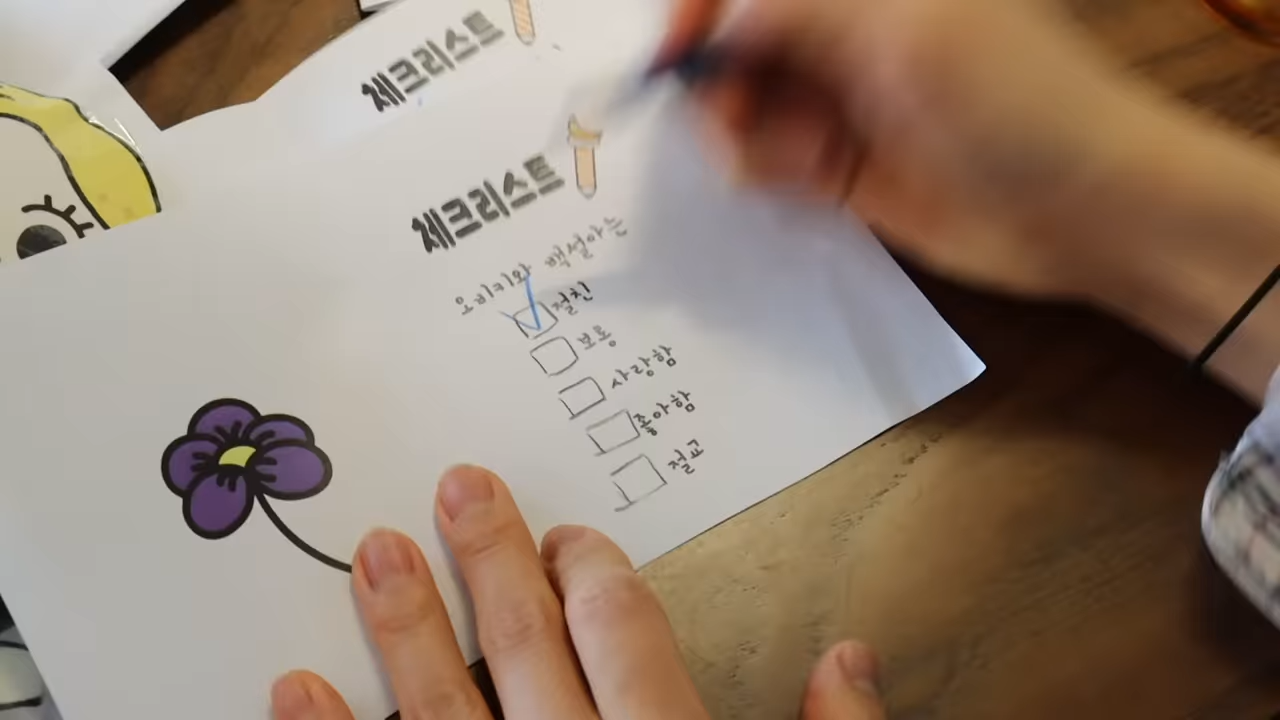 체크리스트
체크리스트
오비키와 백설아는
절친
보통
사랑함
좋아함
절교